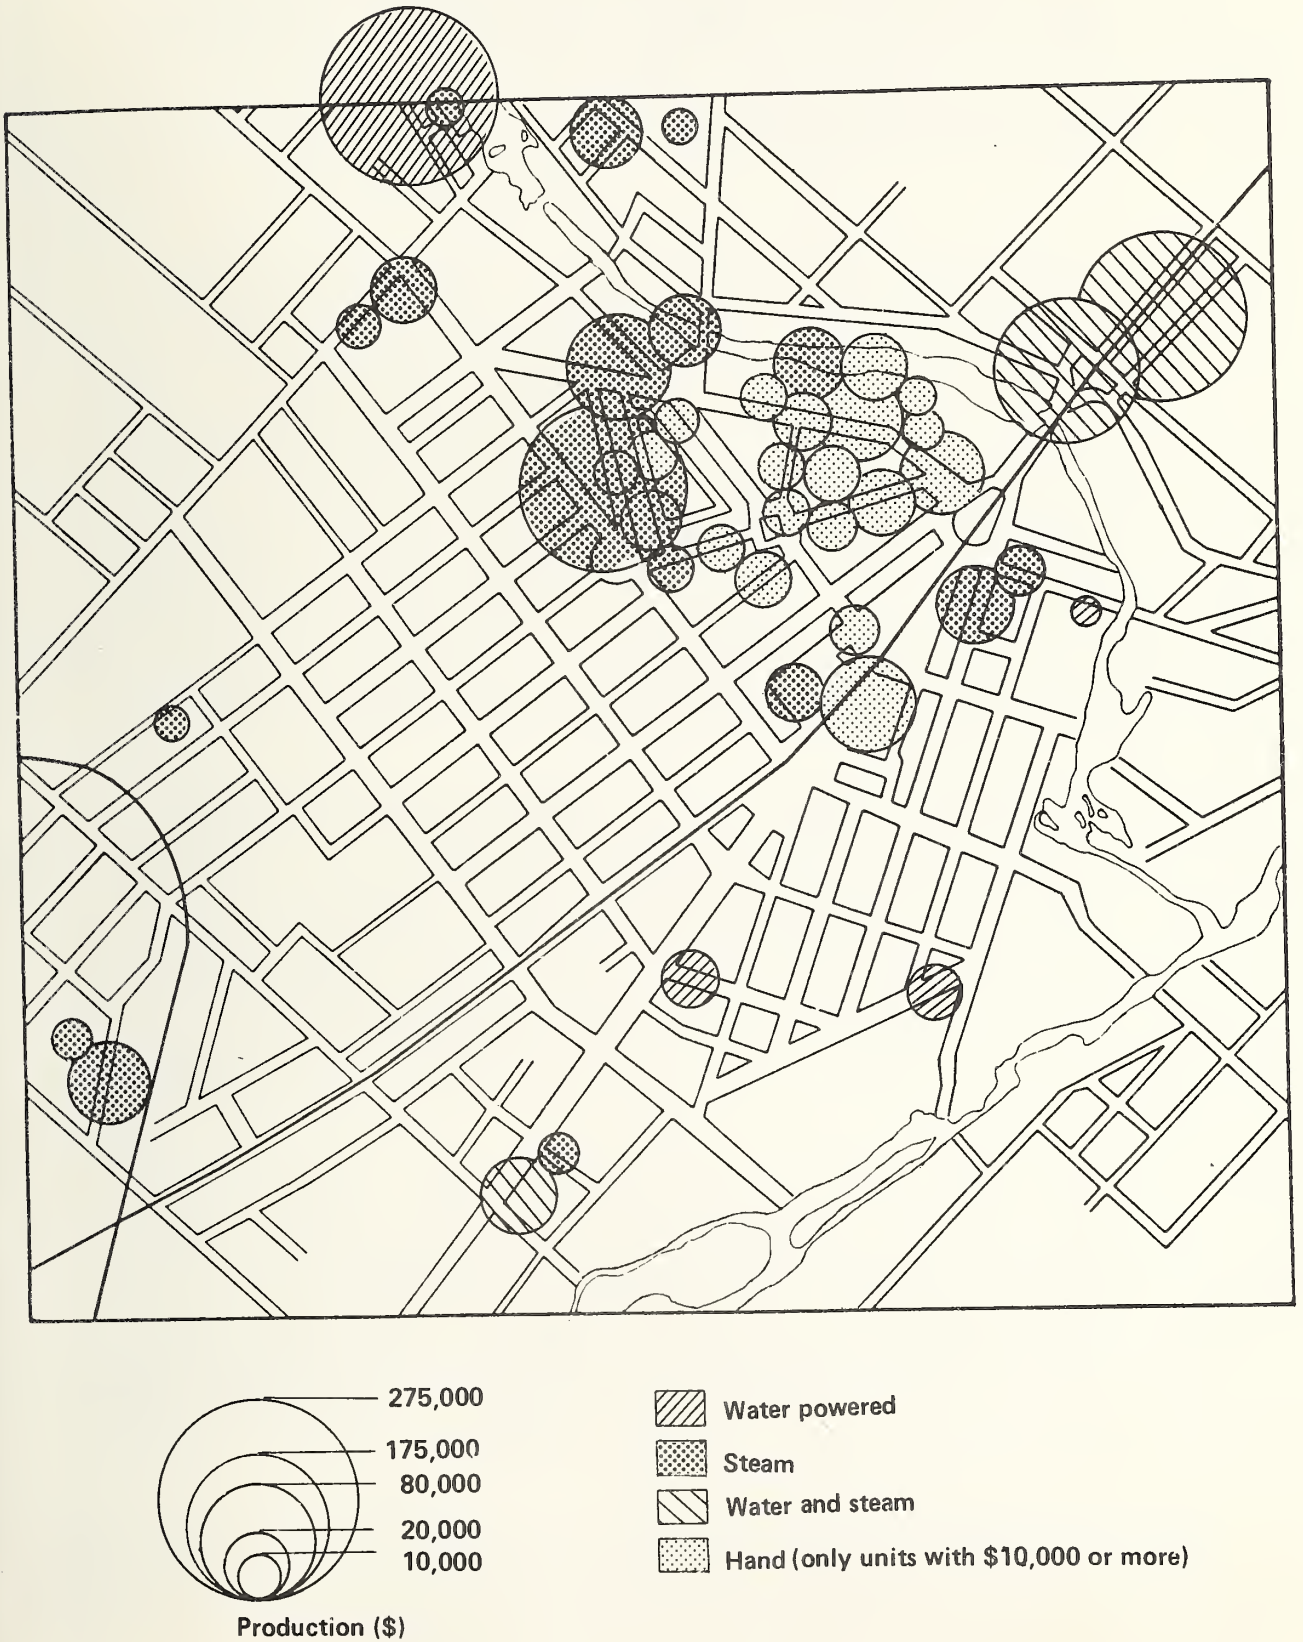 275,000
175,000
80,000
20,000
10,000
Production ($)
Water powered
Steam
Water and steam
Hand (only units with $10,000 or more)